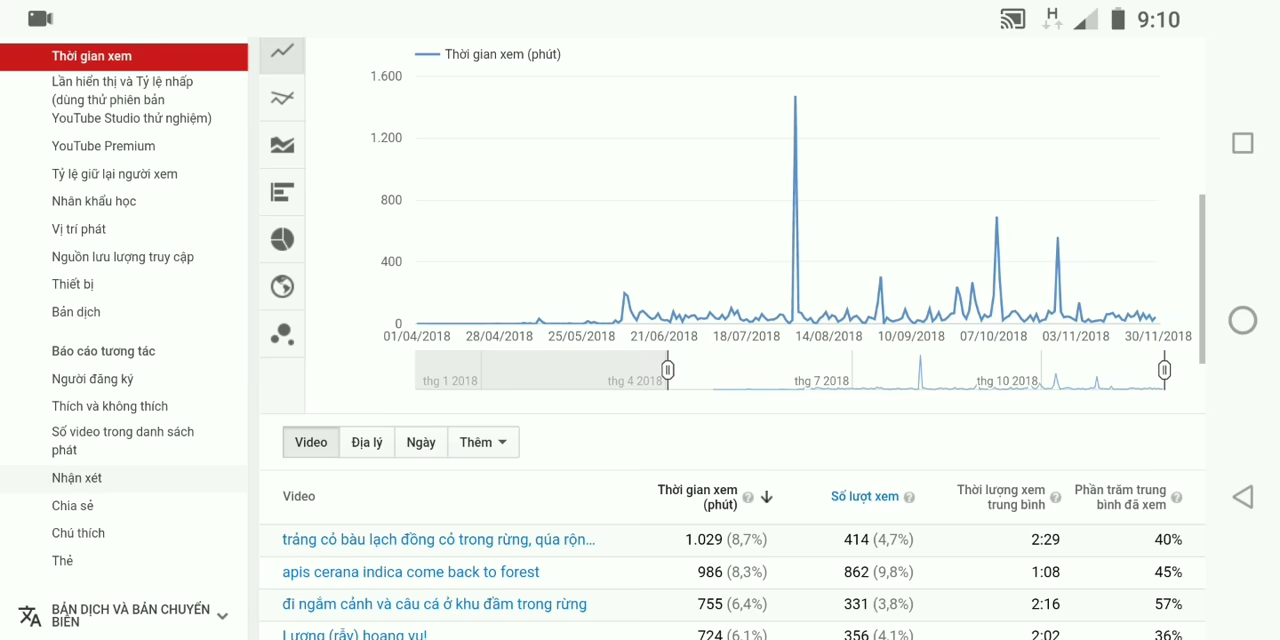 H
9:10
Thời gian xem
Lần hiển thị và Tỷ lệ nhấp
(dùng thử phiên bản
YouTube Studio thử nghiệm)
YouTube Premium
Tỷ lệ giữ lại người xem
Nhân khẩu học
Vị trí phát
Nguồn lưu lượng truy cập
Thiết bị
Bản dịch
Báo cáo tương tác
Người đăng ký
Thích và không thích
Số video trong danh sách
phát
Nhận xét
Chia sẻ
Chú thích
Thẻ
BẢN DỊCH VÀ BẢN CHUYỂN
BIÊN
Thời gian xem (phút)
1.600
1.200
800
400
0
01/04/2018 28/04/2018 25/05/2018 21/06/2018 18/07/2018 14/08/2018 10/09/2018 07/10/2018 03/11/2018 30/11/2018
thg 1 2018 thg 4 2018 thg 7 2018 thg 10 2018
Video Địa lý Ngày Thêm
Video Thời gian xem (phút) Số lượt xem Thời lượng xem trung bình Phần trăm trung bình đã xem
trảng cỏ bàu lạch đồng cỏ trong rừng, qúa rộn... 1.029 (8,7%) 414 (4,7%) 2:29 40%
apis cerana indica come back to forest 986 (8,3%) 862 (9,8%) 1:08 45%
đi ngắm cảnh và câu cá ở khu đầm trong rừng 755 (6,4%) 331 (3,8%) 2:16 57%
Lương (rẫy) hoang vu! 724 (6,1%) 356 (4,1%) 2:02 36%